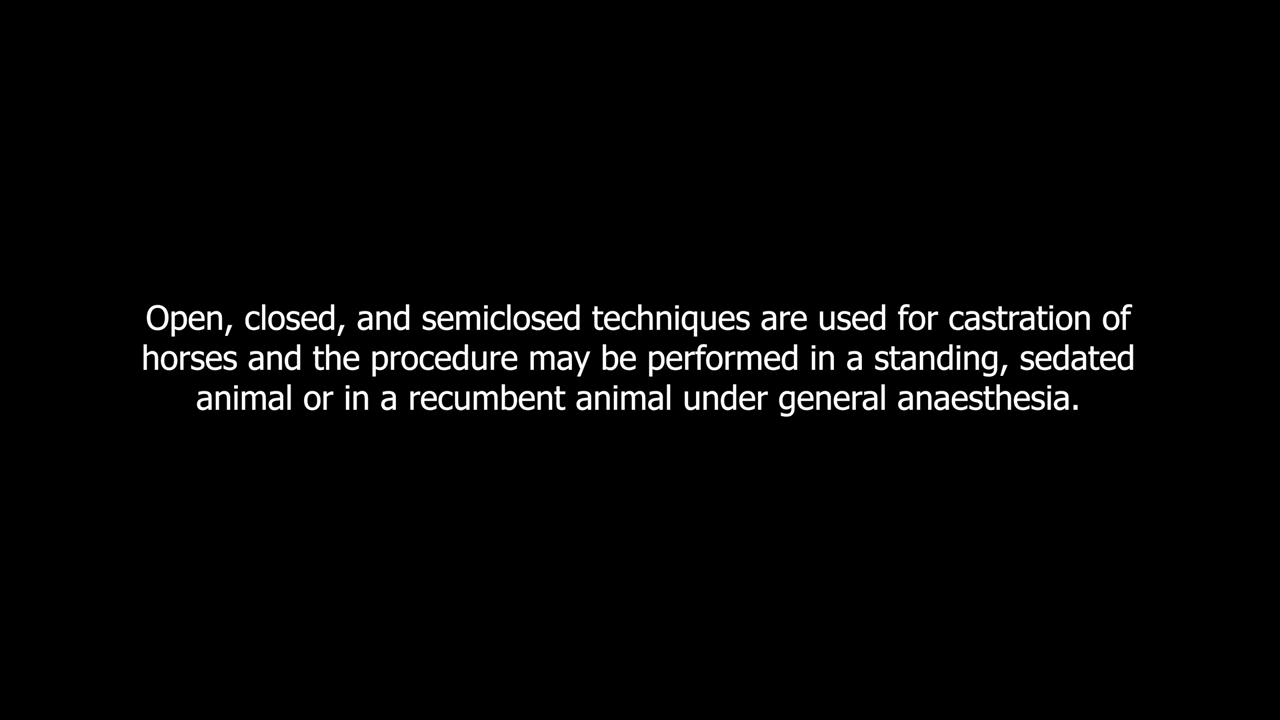 Open, closed, and semiclosed techniques are used for castration of
horses and the procedure may be performed in a standing, sedated
animal or in a recumbent animal under general anaesthesia.